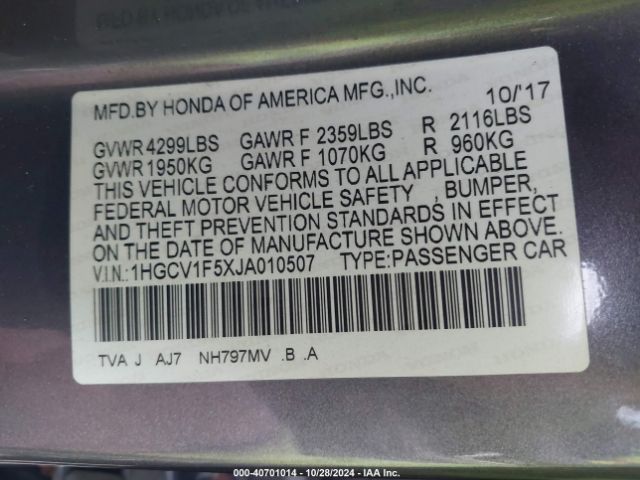 MFD.BY HONDA OF AMERICA MFG.,INC. 10/'17
GVWR 4299LBS GAWR F 2359LBS R 2116LBS
GVWR 1950KG GAWR F 1070KG R 960KG
THIS VEHICLE CONFORMS TO ALL APPLICABLE
FEDERAL MOTOR VEHICLE SAFETY , BUMPER,
AND THEFT PREVENTION STANDARDS IN EFFECT
ON THE DATE OF MANUFACTURE SHOWN ABOVE.
V.I.N.:1HGCV1F5XJA010507 TYPE:PASSENGER CAR
TVA J AJ7 NH797MV .B .A
000-40701014 - 10/28/2024 - IAA Inc.